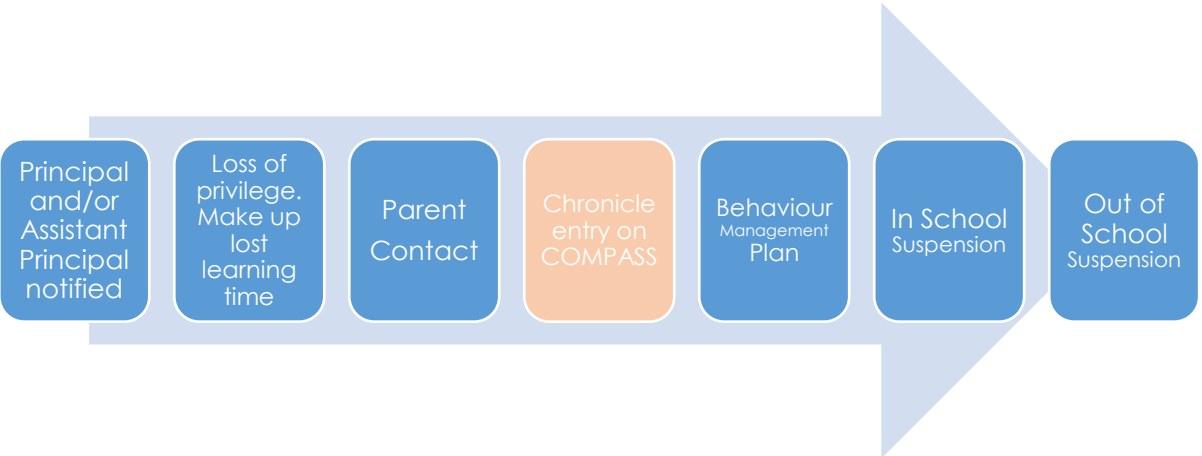 Principal
and/or
Assistant
Principal
notified
Loss of
privilege.
Make up
lost
learning
time
Parent
Contact
Chronicle
entry on
COMPASS
Behaviour
Management
Plan
In School
Suspension
Out of
School
Suspension